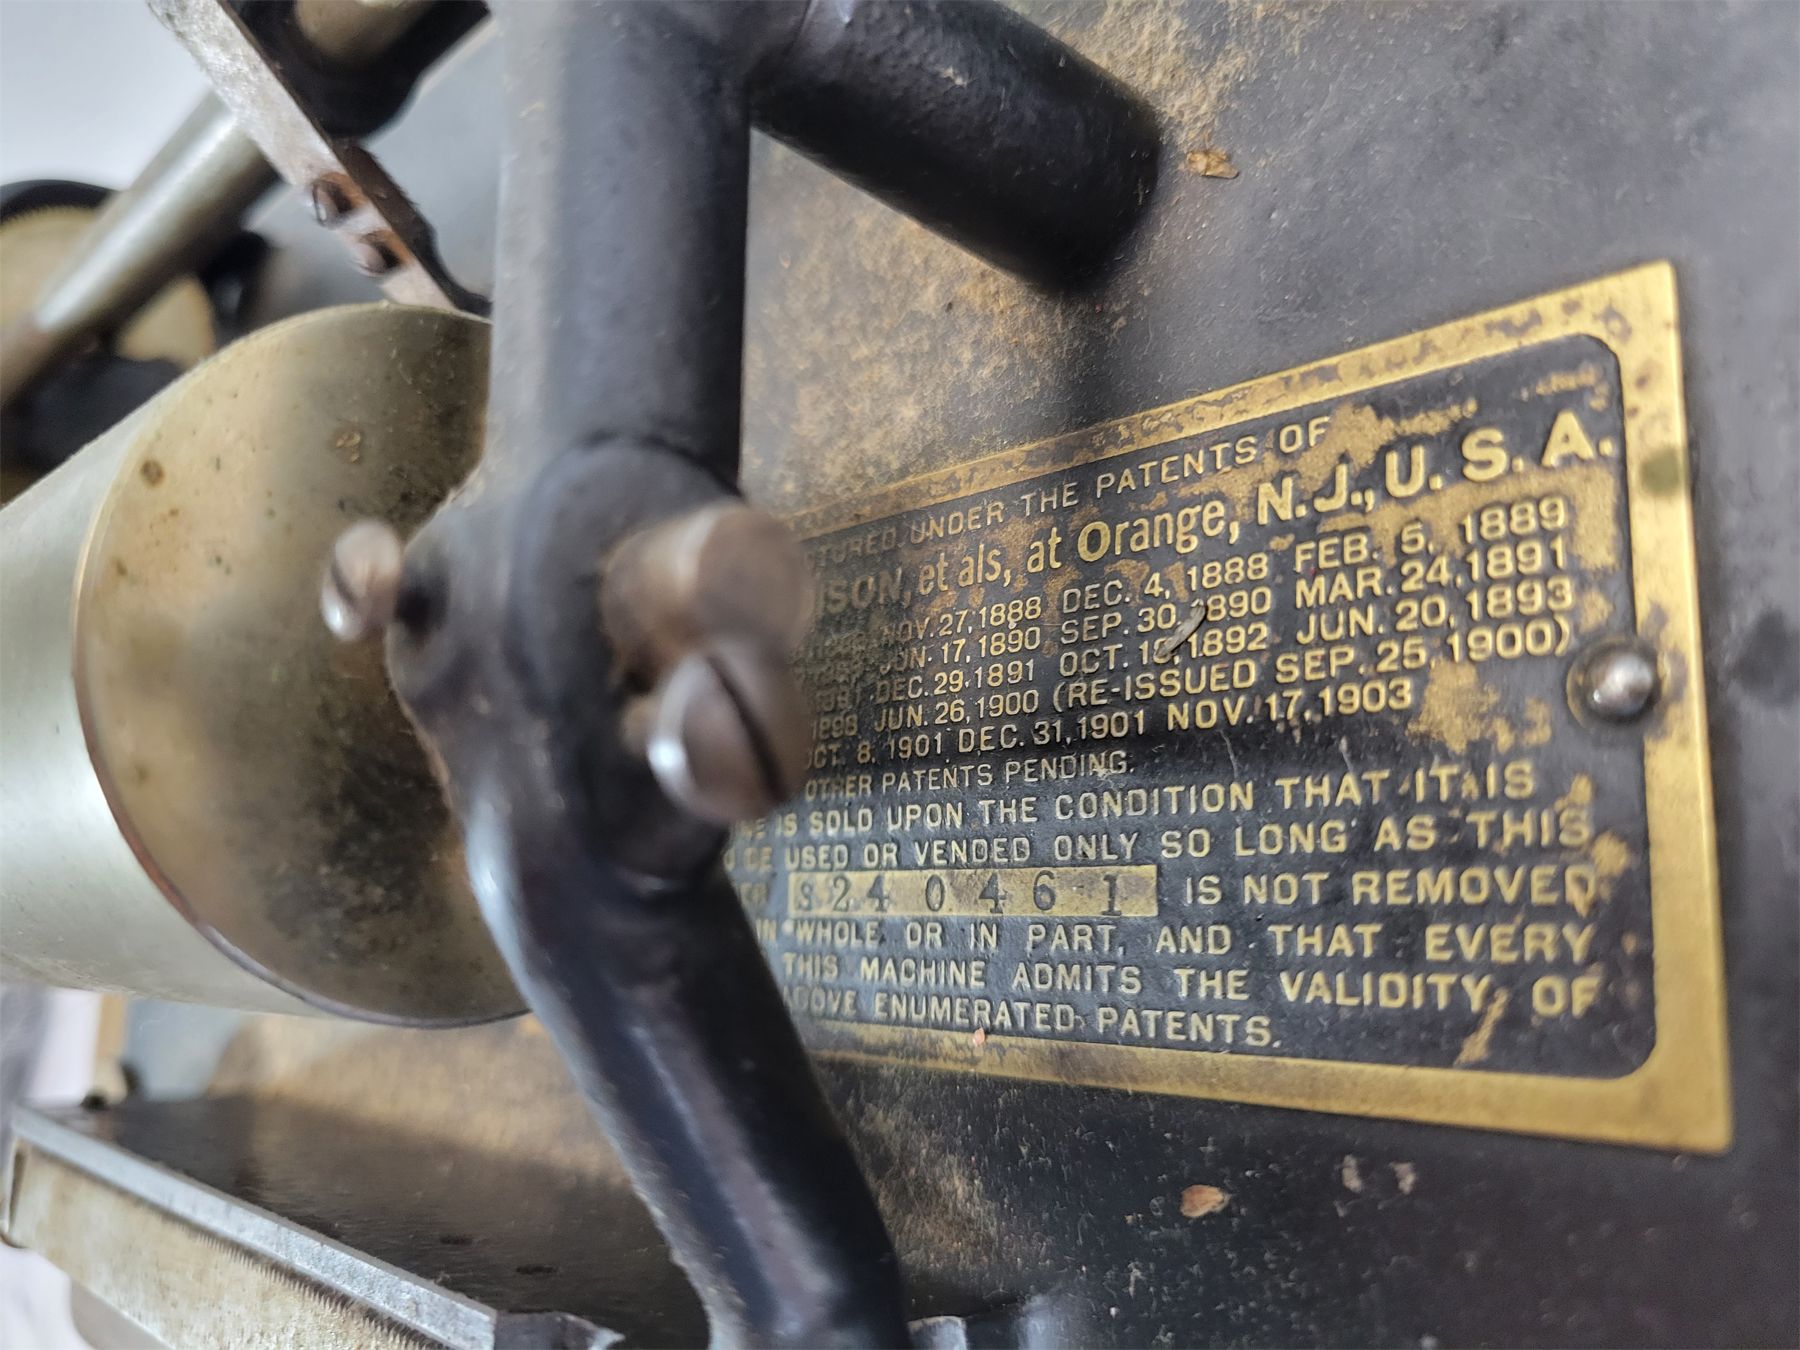 UNDER THE PATENTS OF
et als, at Orange, N.J., U.S.A.
NOV. 27, 1888 DEC. 4, 1888 FEB. 5, 1889
JUN. 17, 1890 SEP. 30, 1890 MAR. 24, 1891
DEC. 29, 1891 OCT. 18, 1892 JUN. 20, 1893
1898 JUN. 26, 1900 (RE-ISSUED SEP. 25, 1900)
OCT. 8, 1901 DEC. 31, 1901 NOV. 17, 1903
OTHER PATENTS PENDING.
IS SOLD UPON THE CONDITION THAT IT IS
USED OR VENDED ONLY SO LONG AS THIS
S24 0461 IS NOT REMOVED
IN WHOLE OR IN PART, AND THAT EVERY
THIS MACHINE ADMITS THE VALIDITY OF
ABOVE ENUMERATED PATENTS.